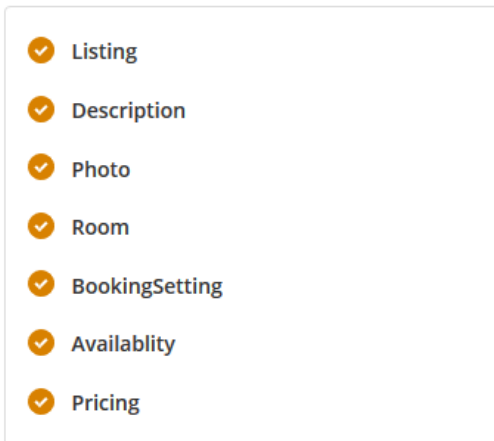 Listing
Description
Photo
Room
BookingSetting
Availablity
Pricing